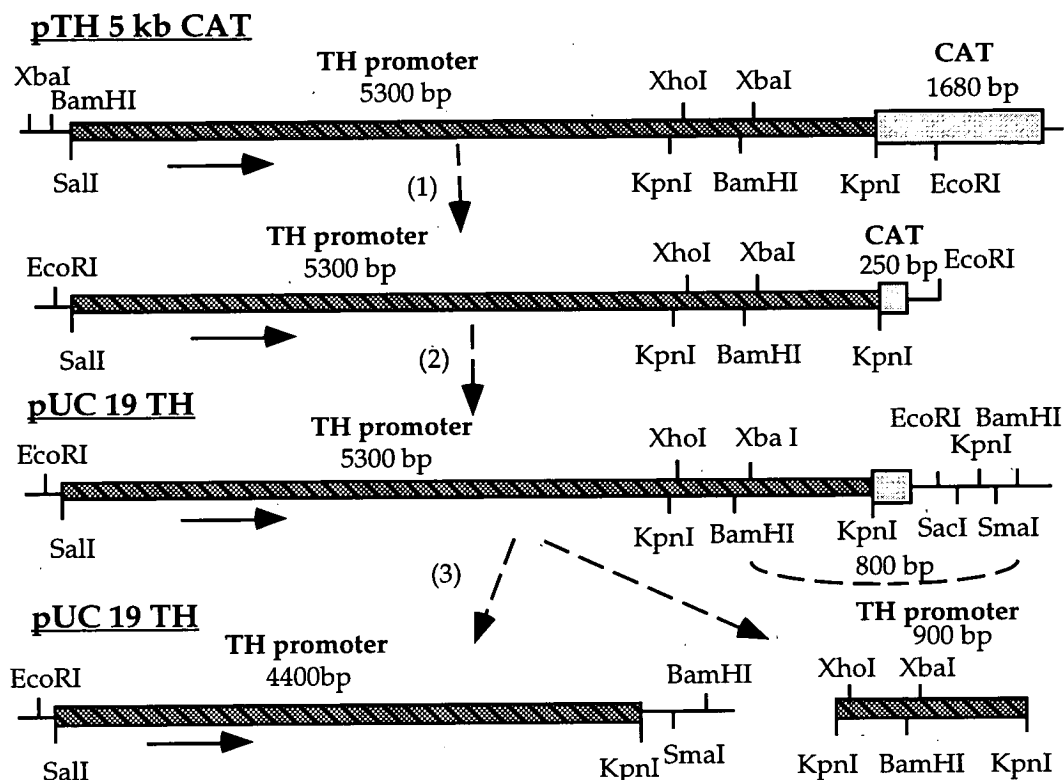 pTH 5 kb CAT
TH promoter
5300 bp
CAT
1680 bp
XbaI
BamHI
XhoI
XbaI
SalI
KpnI
BamHI
KpnI
EcoRI
(1)
TH promoter
5300 bp
CAT
250 bp
EcoRI
XhoI
XbaI
EcoRI
SalI
KpnI
BamHI
KpnI
(2)
pUC 19 TH
TH promoter
5300 bp
EcoRI
XhoI
Xba I
EcoRI
BamHI
KpnI
SalI
KpnI
BamHI
KpnI
SacI
SmaI
800 bp
(3)
pUC 19 TH
TH promoter
4400bp
EcoRI
BamHI
SalI
KpnI
SmaI
TH promoter
900 bp
XhoI
XbaI
KpnI
BamHI
KpnI